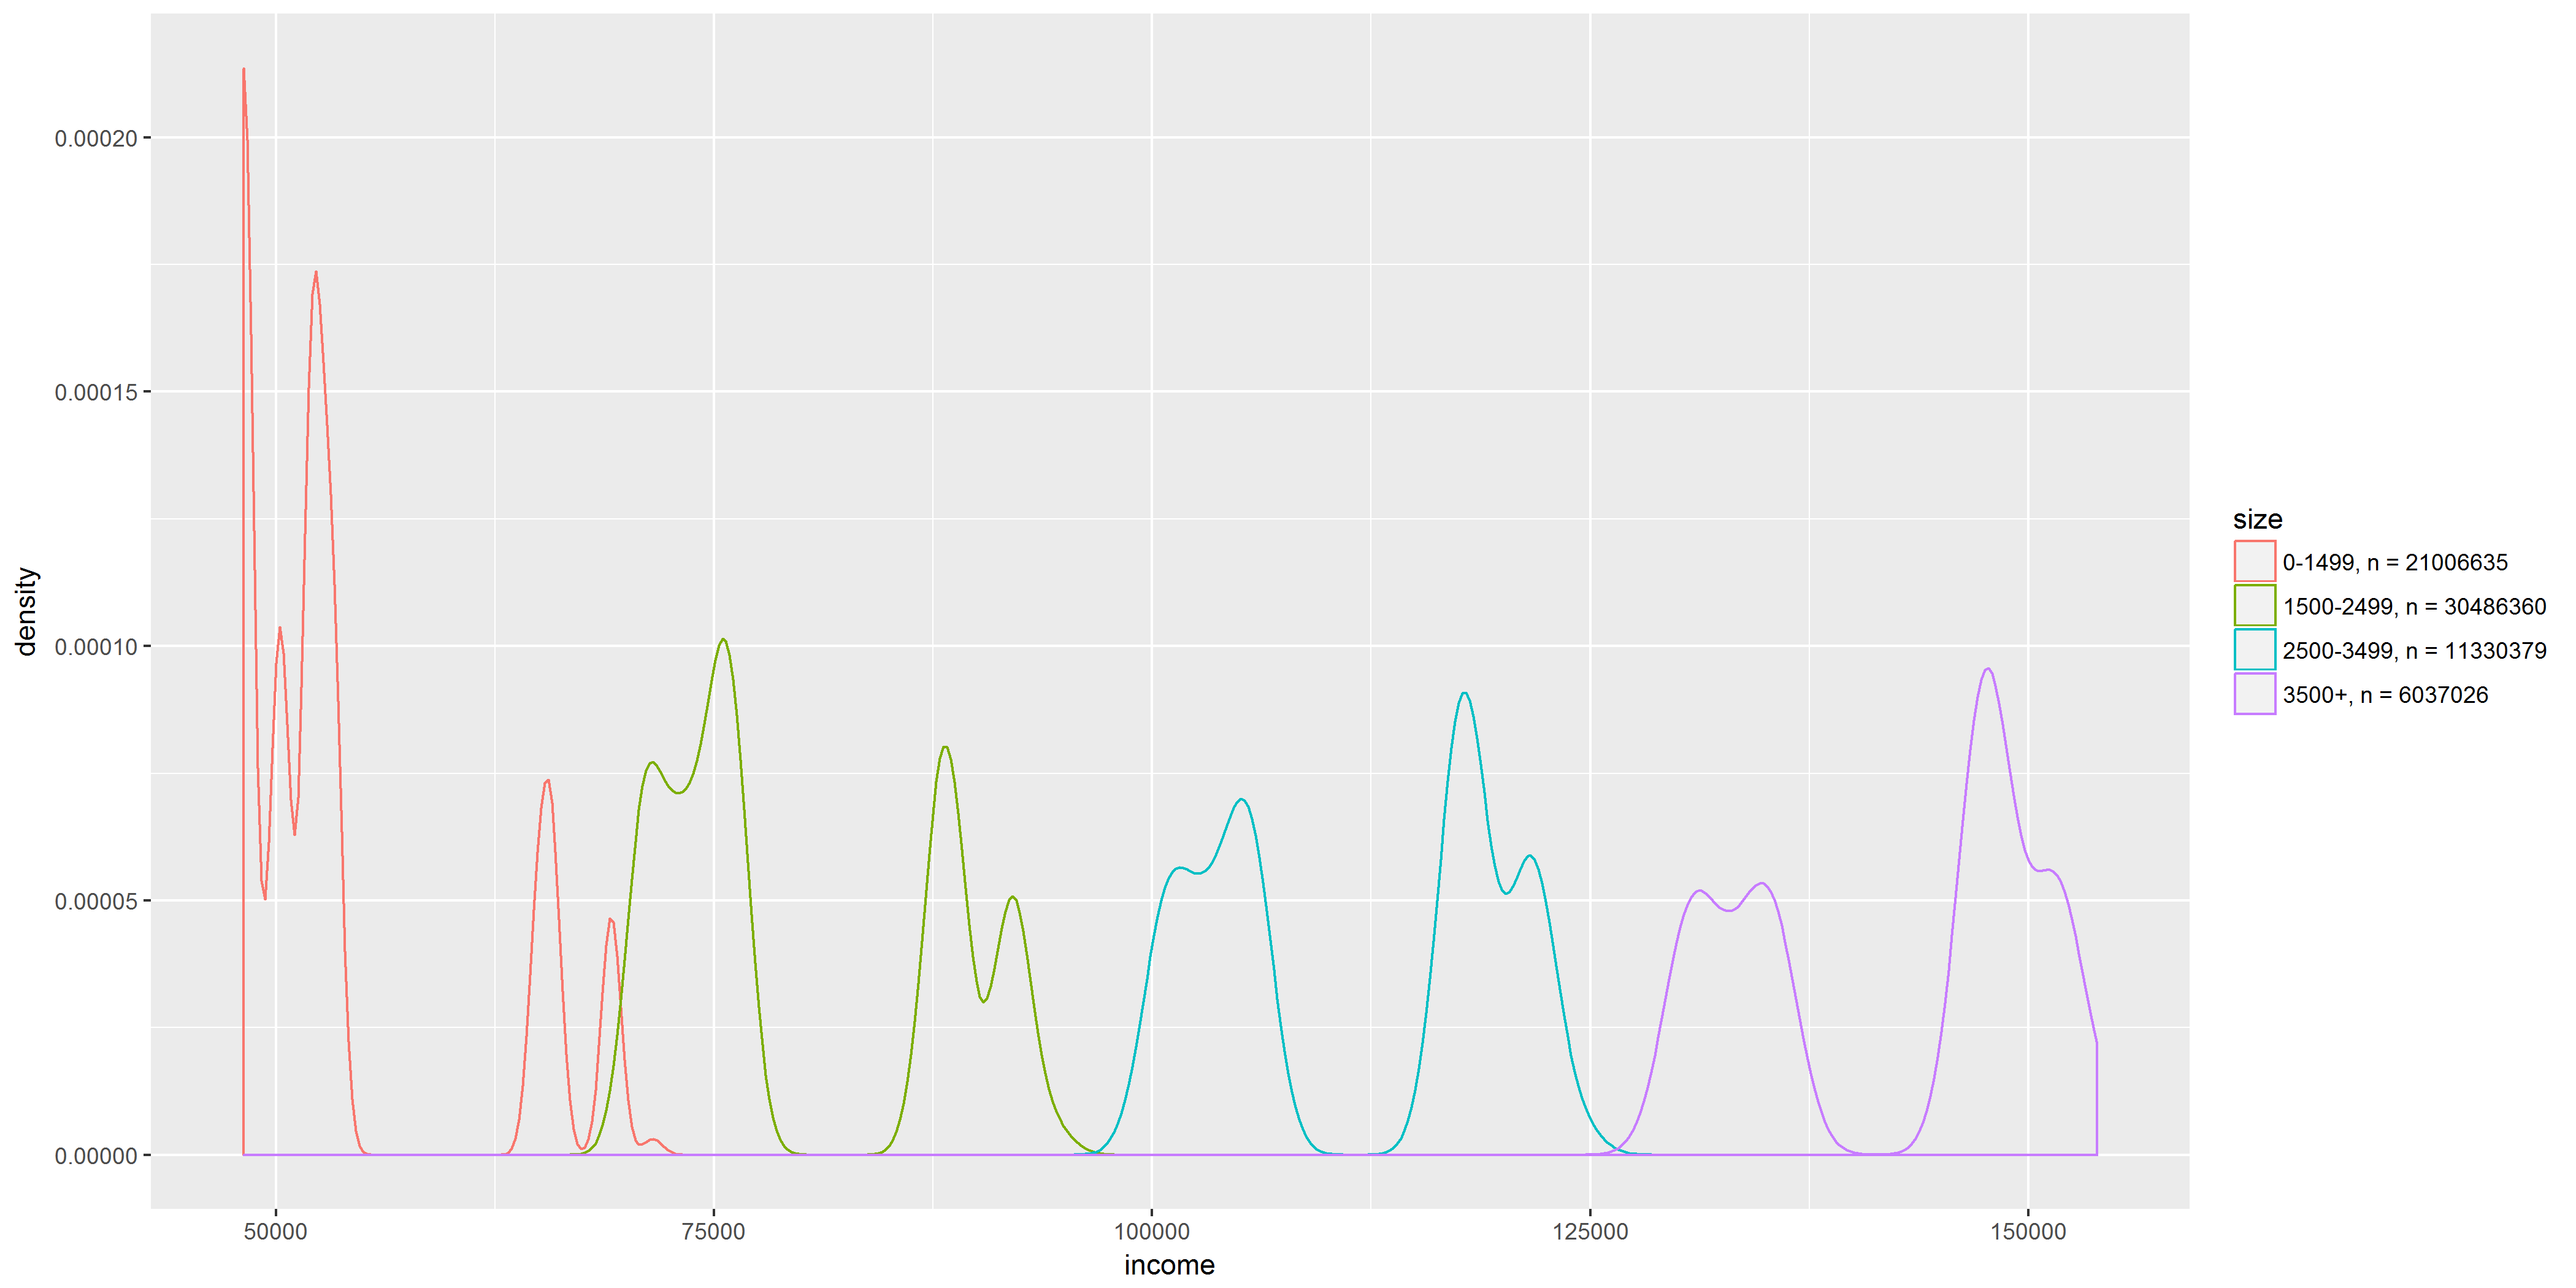 density
0.00020
0.00015
0.00010
0.00005
0.00000
50000 75000 100000 125000 150000
income
size
0-1499, n = 21006635
1500-2499, n = 30486360
2500-3499, n = 11330379
3500+, n = 6037026